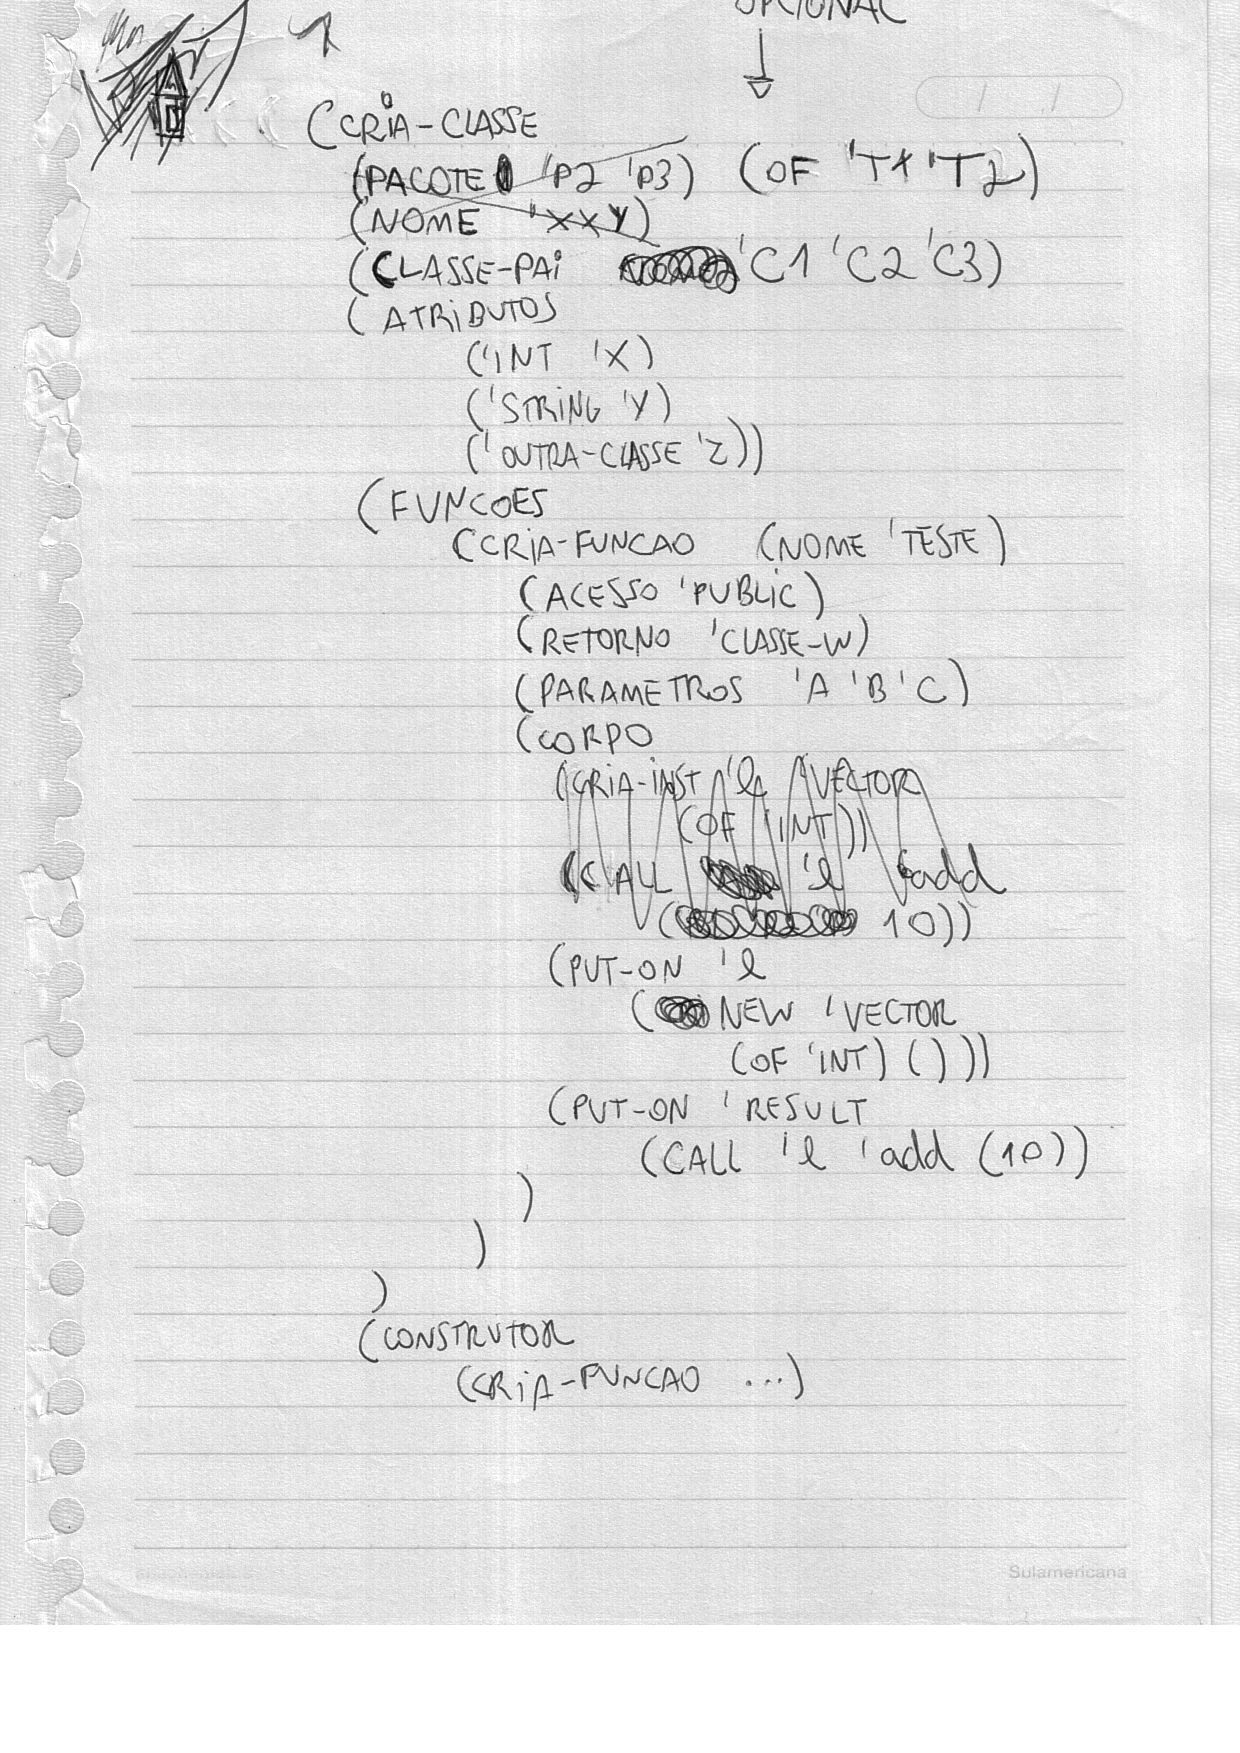 OPCIONAL
(CRIA-CLASSE
(PACOTE 'P2 'P3) (OF 'T1 'T2)
(NOME 'XXY)
(CLASSE-PAI 'C1 'C2 'C3)
(ATRIBUTOS
('INT 'X)
('STRING 'Y)
('OUTRA-CLASSE 'Z))
(FUNCOES
(CRIA-FUNCAO (NOME 'TESTE)
(ACESSO 'PUBLIC)
(RETORNO 'CLASSE-W)
(PARAMETROS 'A 'B 'C)
(CORPO
(CRIA-INST 'l 'VECTOR
(OF 'INT))
(CALL 'l 'add
( 10))
(PUT-ON 'l
( NEW 'VECTOR
(OF 'INT) ( ) ))
(PUT-ON 'RESULT
(CALL 'l 'add (10))
)
)
)
(CONSTRUTOR
(CRIA-FUNCAO ...)
Sulamericana